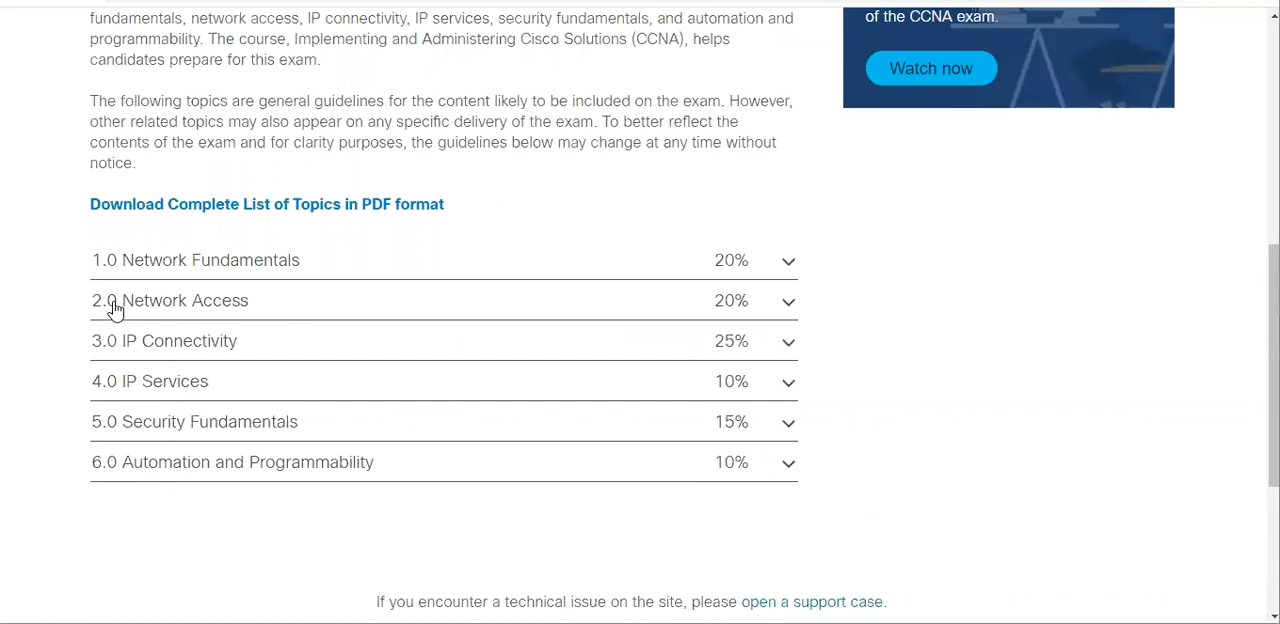 fundamentals, network access, IP connectivity, IP services, security fundamentals, and automation and
programmability. The course, Implementing and Administering Cisco Solutions (CCNA), helps
candidates prepare for this exam.
of the CCNA exam.
Watch now
The following topics are general guidelines for the content likely to be included on the exam. However,
other related topics may also appear on any specific delivery of the exam. To better reflect the
contents of the exam and for clarity purposes, the guidelines below may change at any time without
notice.
Download Complete List of Topics in PDF format
1.0 Network Fundamentals 20%
2.0 Network Access 20%
3.0 IP Connectivity 25%
4.0 IP Services 10%
5.0 Security Fundamentals 15%
6.0 Automation and Programmability 10%
If you encounter a technical issue on the site, please open a support case.